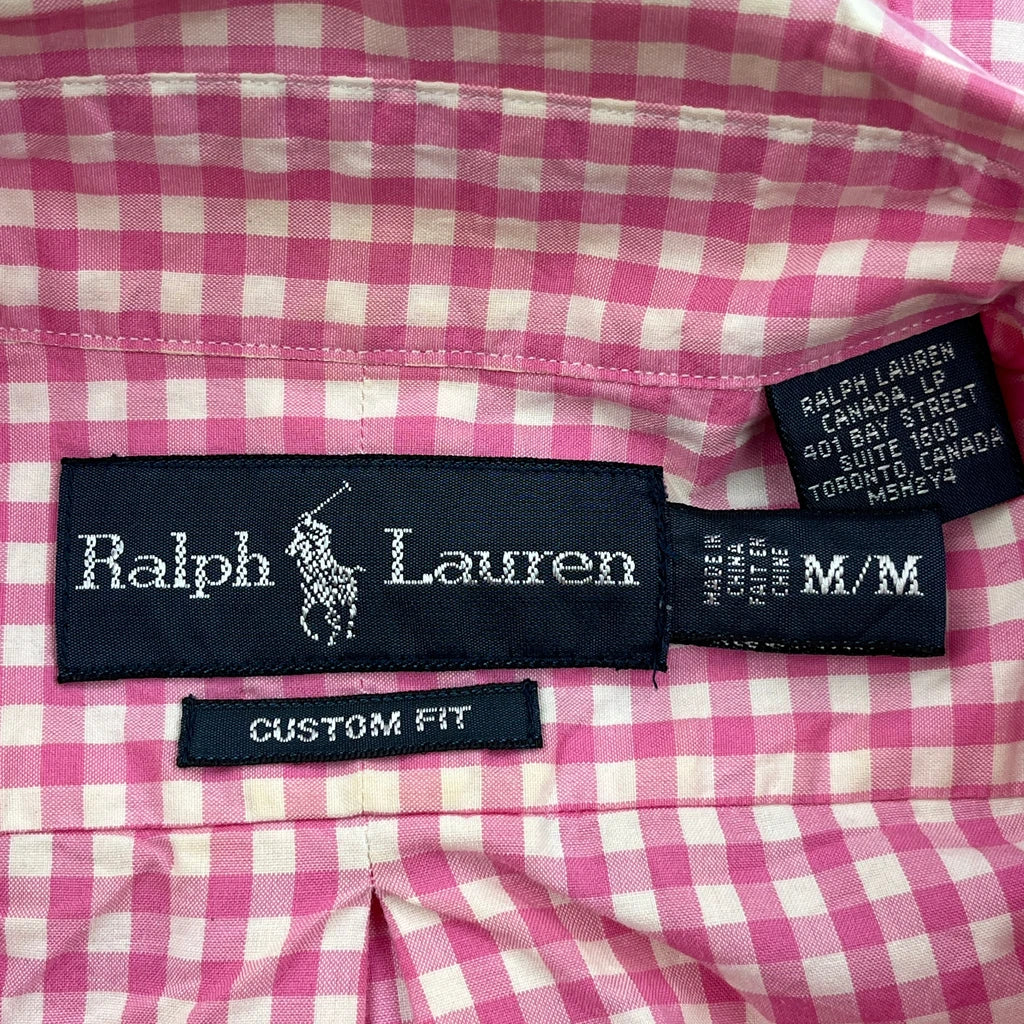 RALPH LAUREN
CANADA, LP
401 BAY STREET
SUITE 1600
TORONTO, CANADA
M5H2Y4
Ralph Lauren
MADE IN
CHINA
FAIT EN
CHINE
M/M
CUSTOM FIT